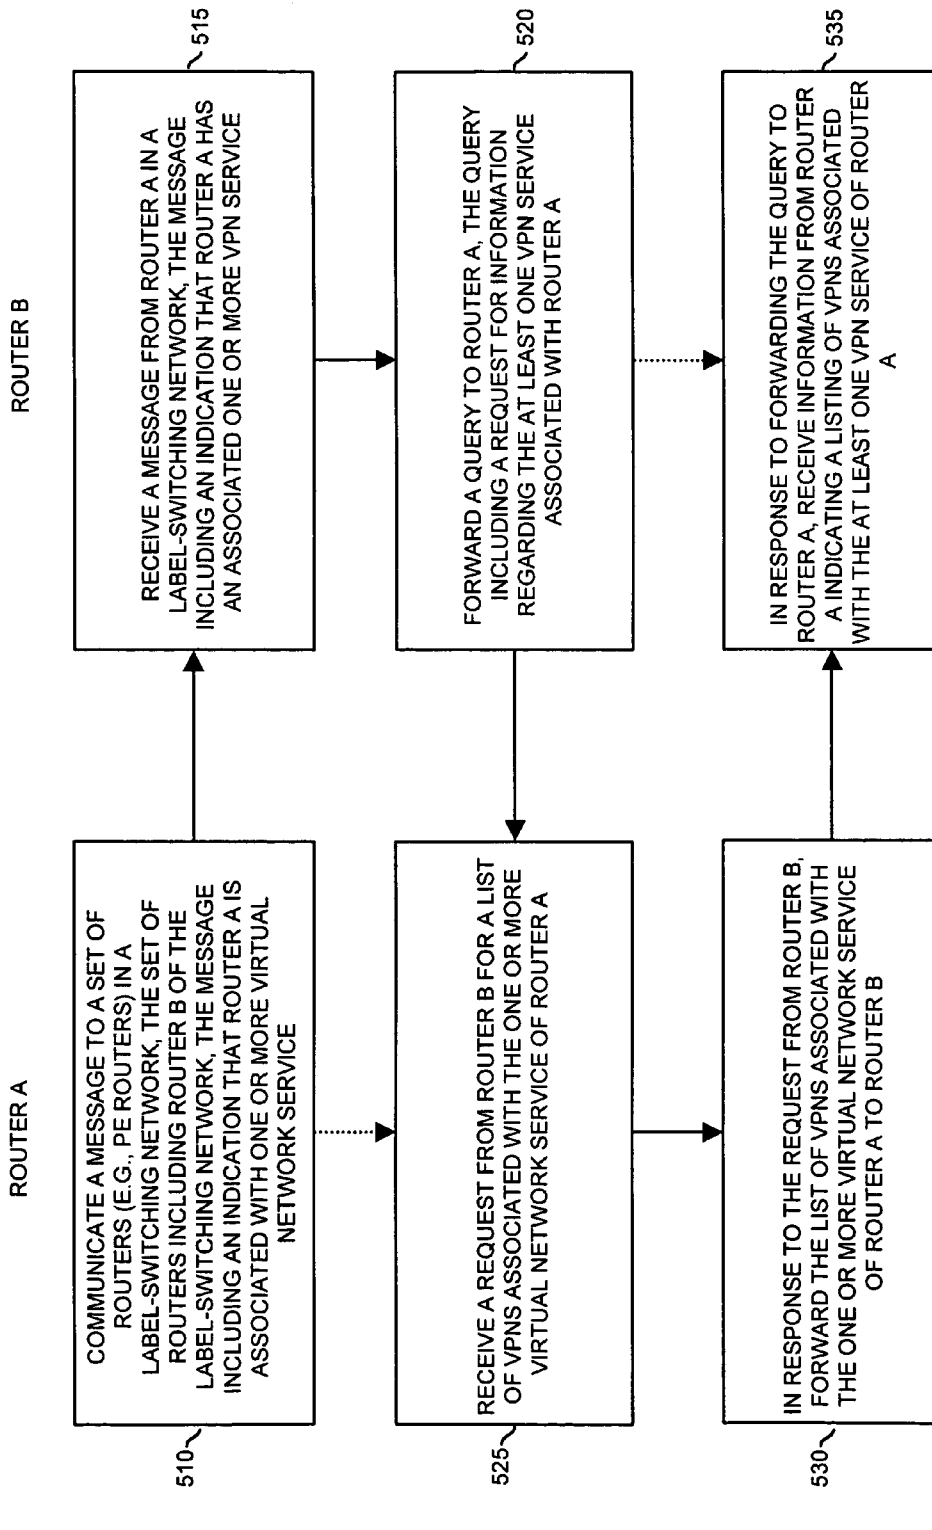 ROUTER A
ROUTER B
COMMUNICATE A MESSAGE TO A SET OF
ROUTERS (E.G., PE ROUTERS) IN A
LABEL-SWITCHING NETWORK, THE SET OF
ROUTERS INCLUDING ROUTER B OF THE
LABEL-SWITCHING NETWORK, THE MESSAGE
INCLUDING AN INDICATION THAT ROUTER A IS
ASSOCIATED WITH ONE OR MORE VIRTUAL
NETWORK SERVICE
510
RECEIVE A MESSAGE FROM ROUTER A IN A
LABEL-SWITCHING NETWORK, THE MESSAGE
INCLUDING AN INDICATION THAT ROUTER A HAS
AN ASSOCIATED ONE OR MORE VPN SERVICE
515
RECEIVE A REQUEST FROM ROUTER B FOR A LIST
OF VPNS ASSOCIATED WITH THE ONE OR MORE
VIRTUAL NETWORK SERVICE OF ROUTER A
525
FORWARD A QUERY TO ROUTER A, THE QUERY
INCLUDING A REQUEST FOR INFORMATION
REGARDING THE AT LEAST ONE VPN SERVICE
ASSOCIATED WITH ROUTER A
520
IN RESPONSE TO THE REQUEST FROM ROUTER B,
FORWARD THE LIST OF VPNS ASSOCIATED WITH
THE ONE OR MORE VIRTUAL NETWORK SERVICE
OF ROUTER A TO ROUTER B
530
IN RESPONSE TO FORWARDING THE QUERY TO
ROUTER A, RECEIVE INFORMATION FROM ROUTER
A INDICATING A LISTING OF VPNS ASSOCIATED
WITH THE AT LEAST ONE VPN SERVICE OF ROUTER
A
535